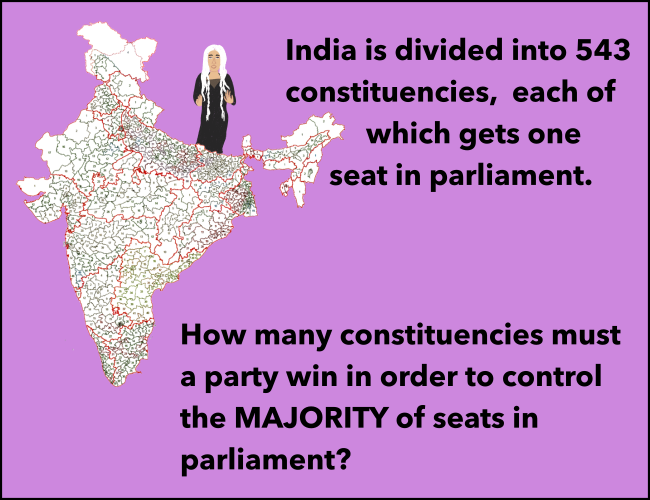 India is divided into 543
constituencies, each of
which gets one
seat in parliament.
How many constituencies must
a party win in order to control
the MAJORITY of seats in
parliament?